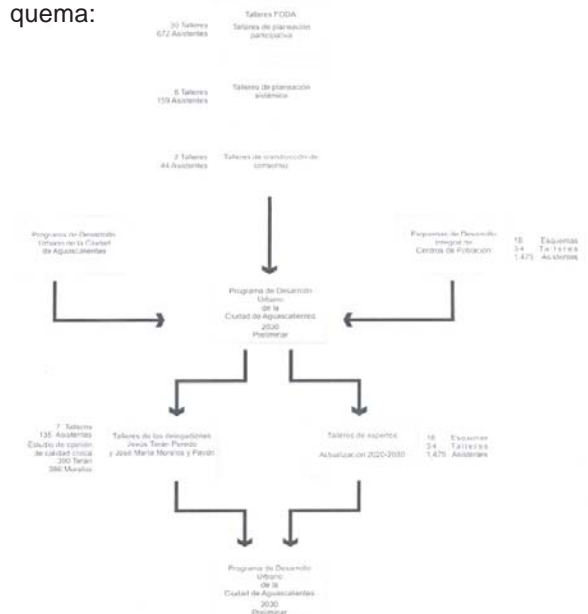 quema:
Talleres FODA
30 Talleres
672 Asistentes
Talleres de planeación
participativa
6 Talleres
159 Asistentes
Talleres de planeación
sistémica
2 Talleres
44 Asistentes
Talleres de construcción de
consenso
Programa de Desarrollo
Urbano de la Ciudad
de Aguascalientes
Esquemas de Desarrollo
Integral de
Centros de Población
18 Esquemas
54 Talleres
1,475 Asistentes
Programa de Desarrollo
Urbano
de la
Ciudad de Aguascalientes
2030
Preliminar
7 Talleres
135 Asistentes
Estudio de opinión
de calidad cívica
390 Terán
386 Morelos
Talleres de las delegaciones
Jesús Terán Peredo
y José María Morelos y Pavón
Talleres de expertos
Actualización 2020-2030
18 Esquemas
54 Talleres
1,475 Asistentes
Programa de Desarrollo
Urbano
de la
Ciudad de Aguascalientes
2030
Preliminar